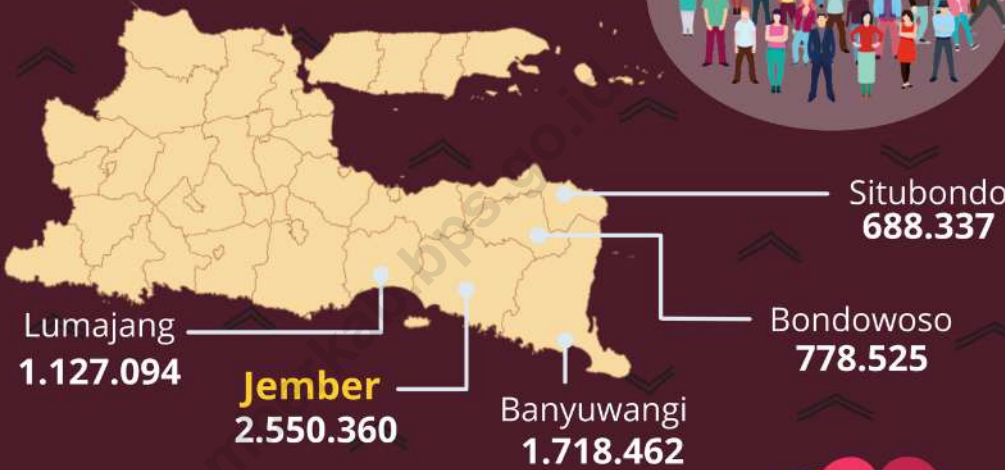 Situbondo
688.337
Bondowoso
778.525
Lumajang
1.127.094
Jember
2.550.360
Banyuwangi
1.718.462